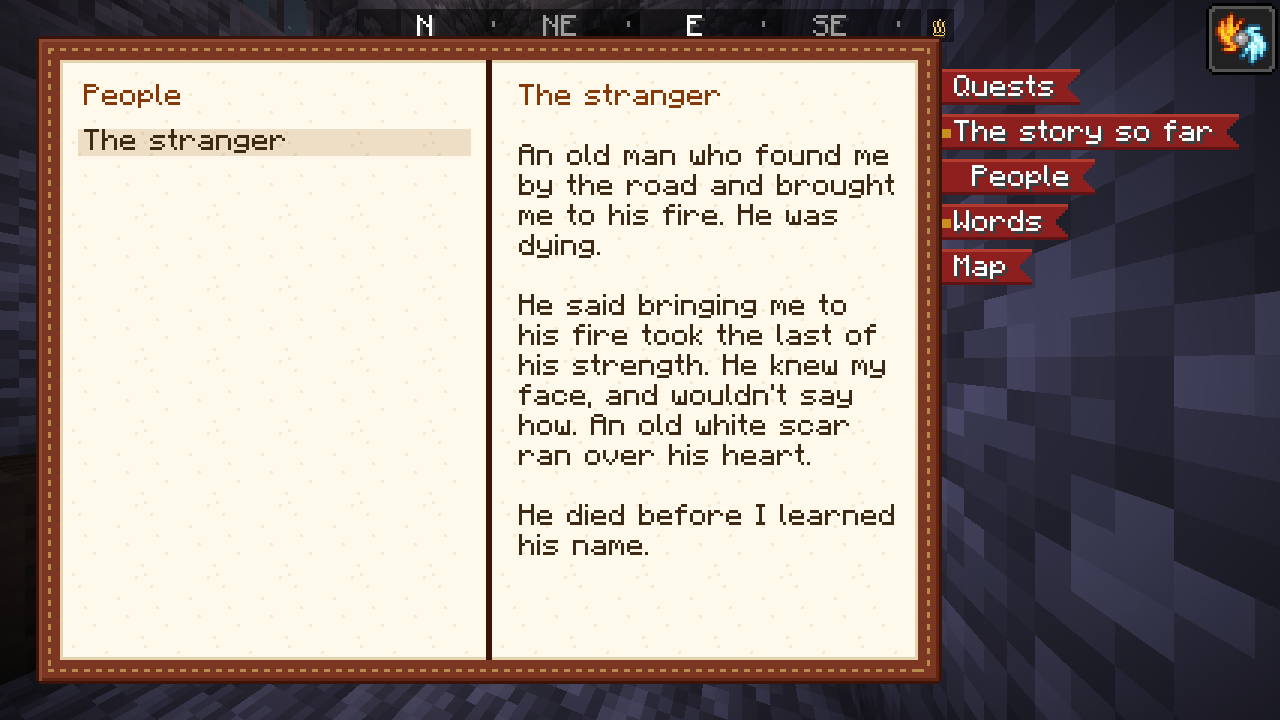 N · NE · E · SE ·
People
The stranger
The stranger
An old man who found me
by the road and brought
me to his fire. He was
dying.
He said bringing me to
his fire took the last of
his strength. He knew my
face, and wouldn't say
how. An old white scar
ran over his heart.
He died before I learned
his name.
Quests
The story so far
People
Words
Map